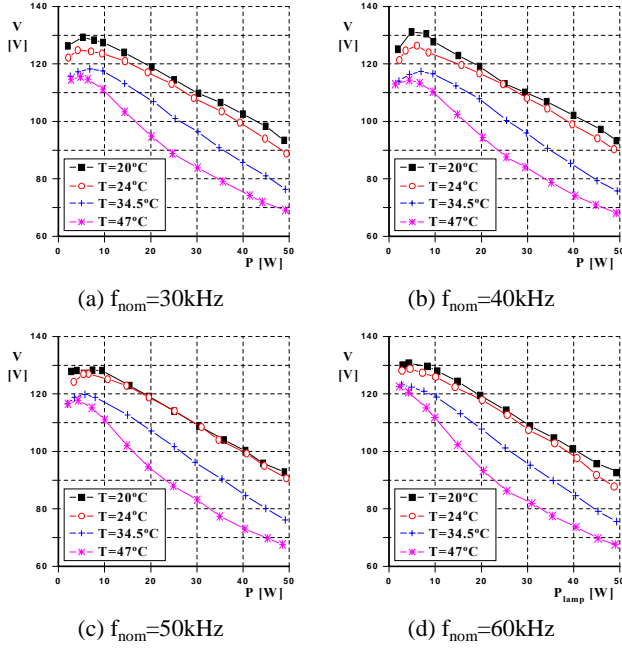 V
[V]
140
120
100
80
60
T=20ºC
T=24ºC
T=34.5ºC
T=47ºC
0 10 20 30 40 50
P [W]
(a) fnom=30kHz
V
[V]
140
120
100
80
60
T=20ºC
T=24ºC
T=34.5ºC
T=47ºC
0 10 20 30 40 50
P [W]
(b) fnom=40kHz
V
[V]
140
120
100
80
60
T=20ºC
T=24ºC
T=34.5ºC
T=47ºC
0 10 20 30 40 50
P [W]
(c) fnom=50kHz
V
[V]
140
120
100
80
60
T=20ºC
T=24ºC
T=34.5ºC
T=47ºC
0 10 20 30 40 50
Plamp [W]
(d) fnom=60kHz